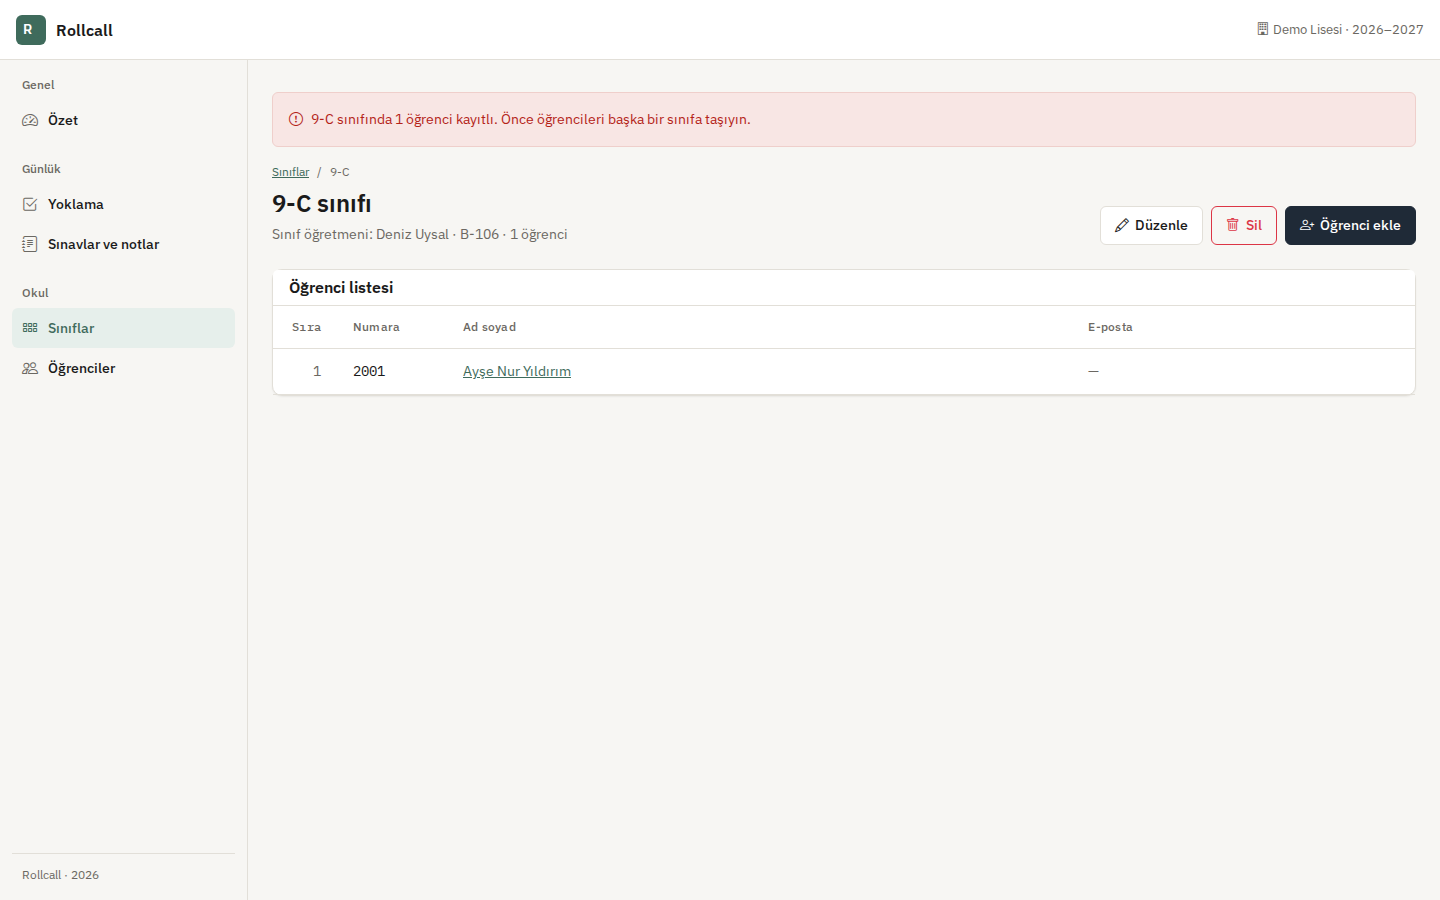 R Rollcall
Demo Lisesi · 2026–2027
Genel
Özet
Günlük
Yoklama
Sınavlar ve notlar
Okul
Sınıflar
Öğrenciler
Rollcall · 2026
9-C sınıfında 1 öğrenci kayıtlı. Önce öğrencileri başka bir sınıfa taşıyın.
Sınıflar / 9-C
9-C sınıfı
Sınıf öğretmeni: Deniz Uysal · B-106 · 1 öğrenci
Düzenle
Sil
Öğrenci ekle
Öğrenci listesi
Sıra Numara Ad soyad E-posta
1 2001 Ayşe Nur Yıldırım —